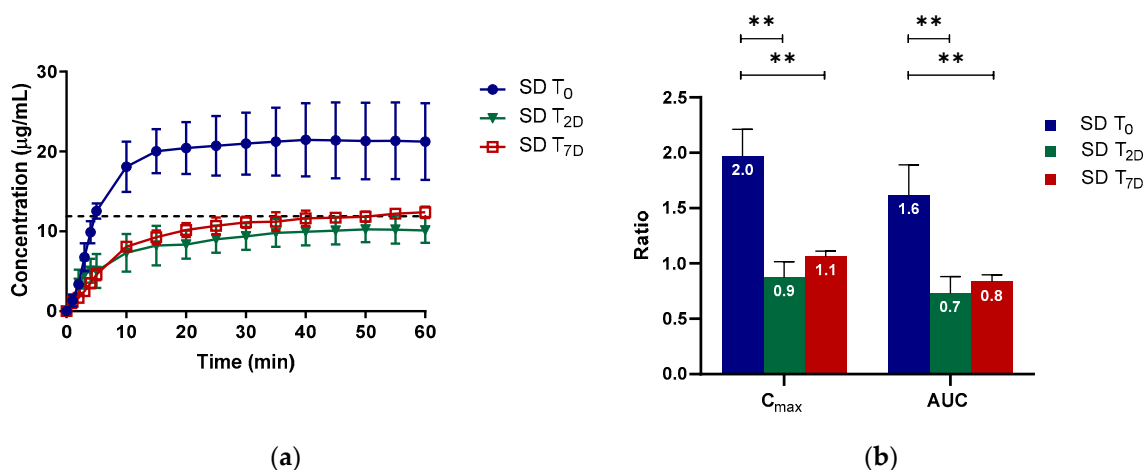 Concentration (μg/mL)
30
20
10
0
0 10 20 30 40 50 60
Time (min)
SD T0
SD T2D
SD T7D
(a)
** **
** **
Ratio
2.5
2.0
1.5
1.0
0.5
0.0
2.0
0.9
1.1
1.6
0.7
0.8
Cmax AUC
SD T0
SD T2D
SD T7D
(b)